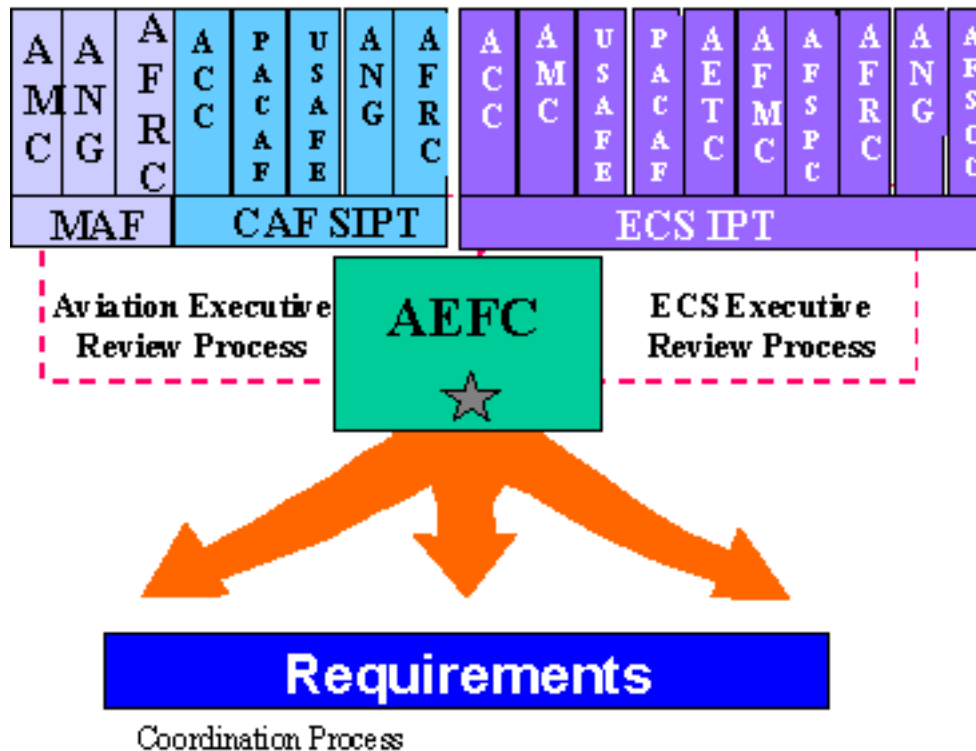 AMC ANG AFRC ACC PACAF USAFE ANG AFRC ACC AMC USAFE PACAF AETC AFMC AFSPC AFRC ANG AFSOC
MAF CAF SIPT ECS IPT
Aviation Executive
Review Process
AEFC
ECS Executive
Review Process
Requirements
Coordination Process